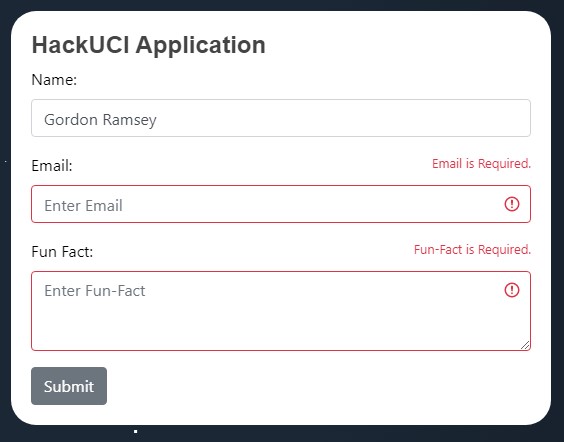 HackUCI Application
Name:
Gordon Ramsey
Email: Email is Required.
Enter Email
Fun Fact: Fun-Fact is Required.
Enter Fun-Fact
Submit